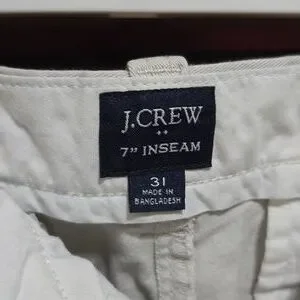 J.CREW
7" INSEAM
31
MADE IN
BANGLADESH